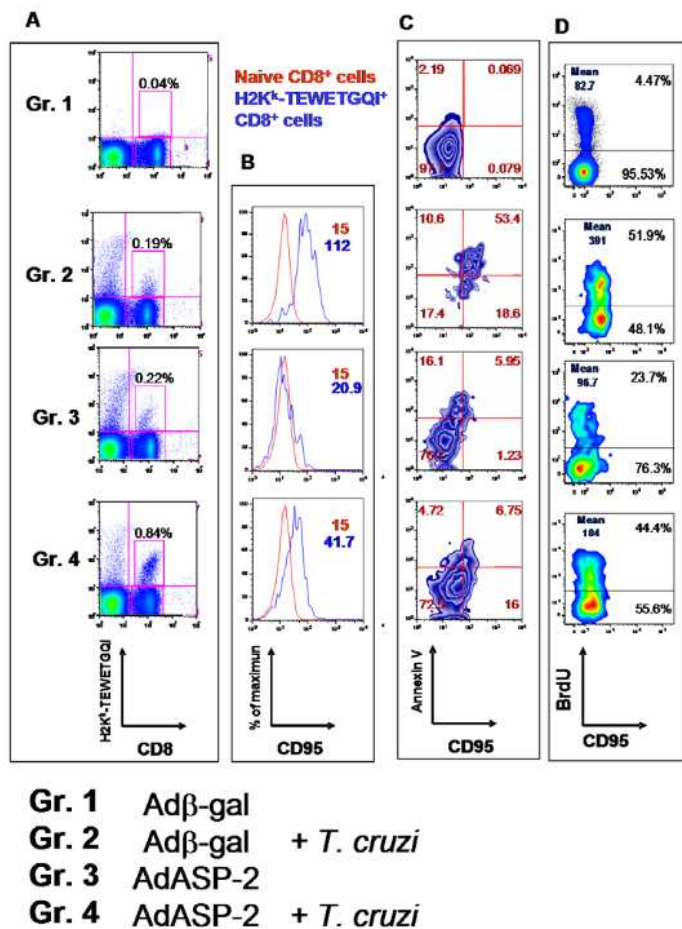 A
C
D
Gr. 1
0.04%
Naive CD8+ cells
H2Kk-TEWETGQI+
CD8+ cells
2.19
0.069
0.079
Mean
82.7
4.47%
95.53%
B
Gr. 2
0.19%
15
112
10.6
53.4
17.4
18.6
Mean
391
51.9%
48.1%
Gr. 3
0.22%
15
20.9
16.1
5.95
1.23
Mean
96.7
23.7%
76.3%
Gr. 4
0.84%
15
41.7
4.72
6.75
16
Mean
184
44.4%
55.6%
H2Kk-TEWETGQI
CD8
% of maximun
CD95
Annexin V
CD95
BrdU
CD95
Gr. 1 Adβ-gal
Gr. 2 Adβ-gal + T. cruzi
Gr. 3 AdASP-2
Gr. 4 AdASP-2 + T. cruzi